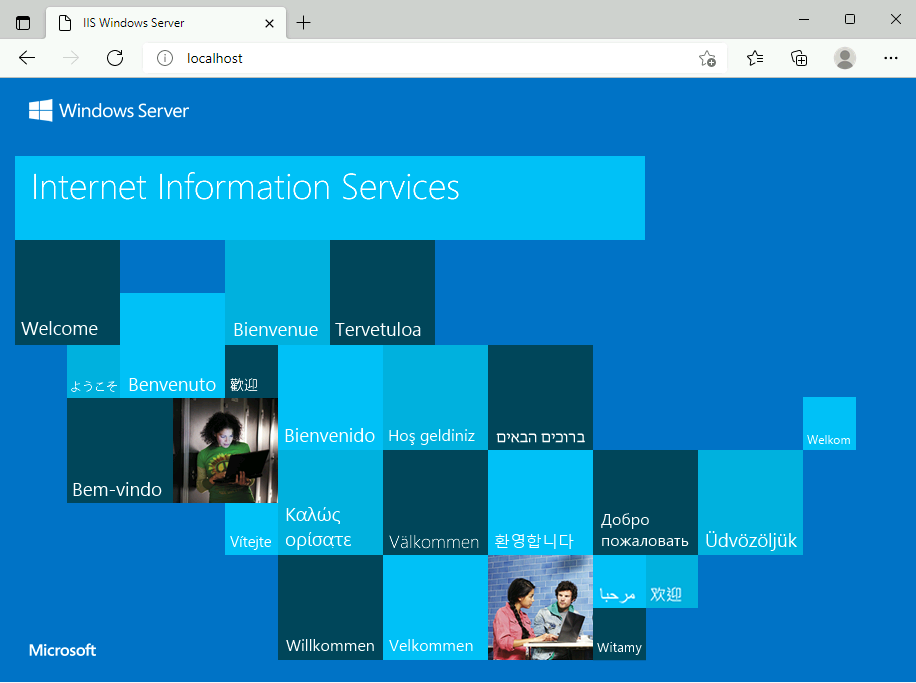 IIS Windows Server
localhost
Windows Server
Internet Information Services
Welcome
Bienvenue
Tervetuloa
ようこそ
Benvenuto
歡迎
Bienvenido
Hoş geldiniz
ברוכים הבאים
Welkom
Bem-vindo
Vítejte
Καλώς
ορίσατε
Välkommen
환영합니다
Добро
пожаловать
Üdvözöljük
مرحبا
欢迎
Willkommen
Velkommen
Witamy
Microsoft